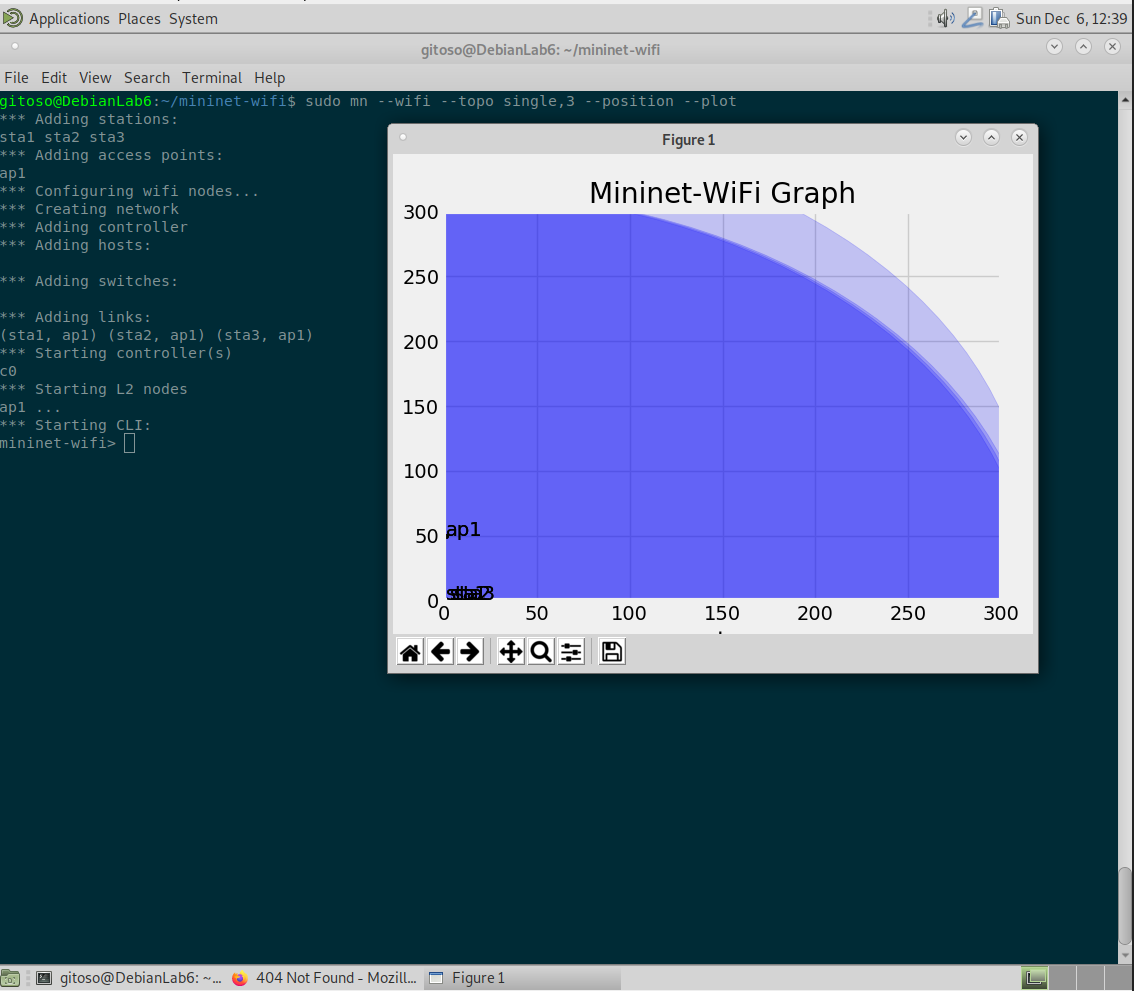 Applications Places System
Sun Dec 6, 12:39
gitoso@DebianLab6: ~/mininet-wifi
File Edit View Search Terminal Help
gitoso@DebianLab6:~/mininet-wifi$ sudo mn --wifi --topo single,3 --position --plot
*** Adding stations:
sta1 sta2 sta3
*** Adding access points:
ap1
*** Configuring wifi nodes...
*** Creating network
*** Adding controller
*** Adding hosts:
*** Adding switches:
*** Adding links:
(sta1, ap1) (sta2, ap1) (sta3, ap1)
*** Starting controller(s)
c0
*** Starting L2 nodes
ap1 ...
*** Starting CLI:
mininet-wifi>
Figure 1
Mininet-WiFi Graph
300
250
200
150
100
50
0
ap1
0 50 100 150 200 250 300
gitoso@DebianLab6: ~...
404 Not Found - Mozill...
Figure 1